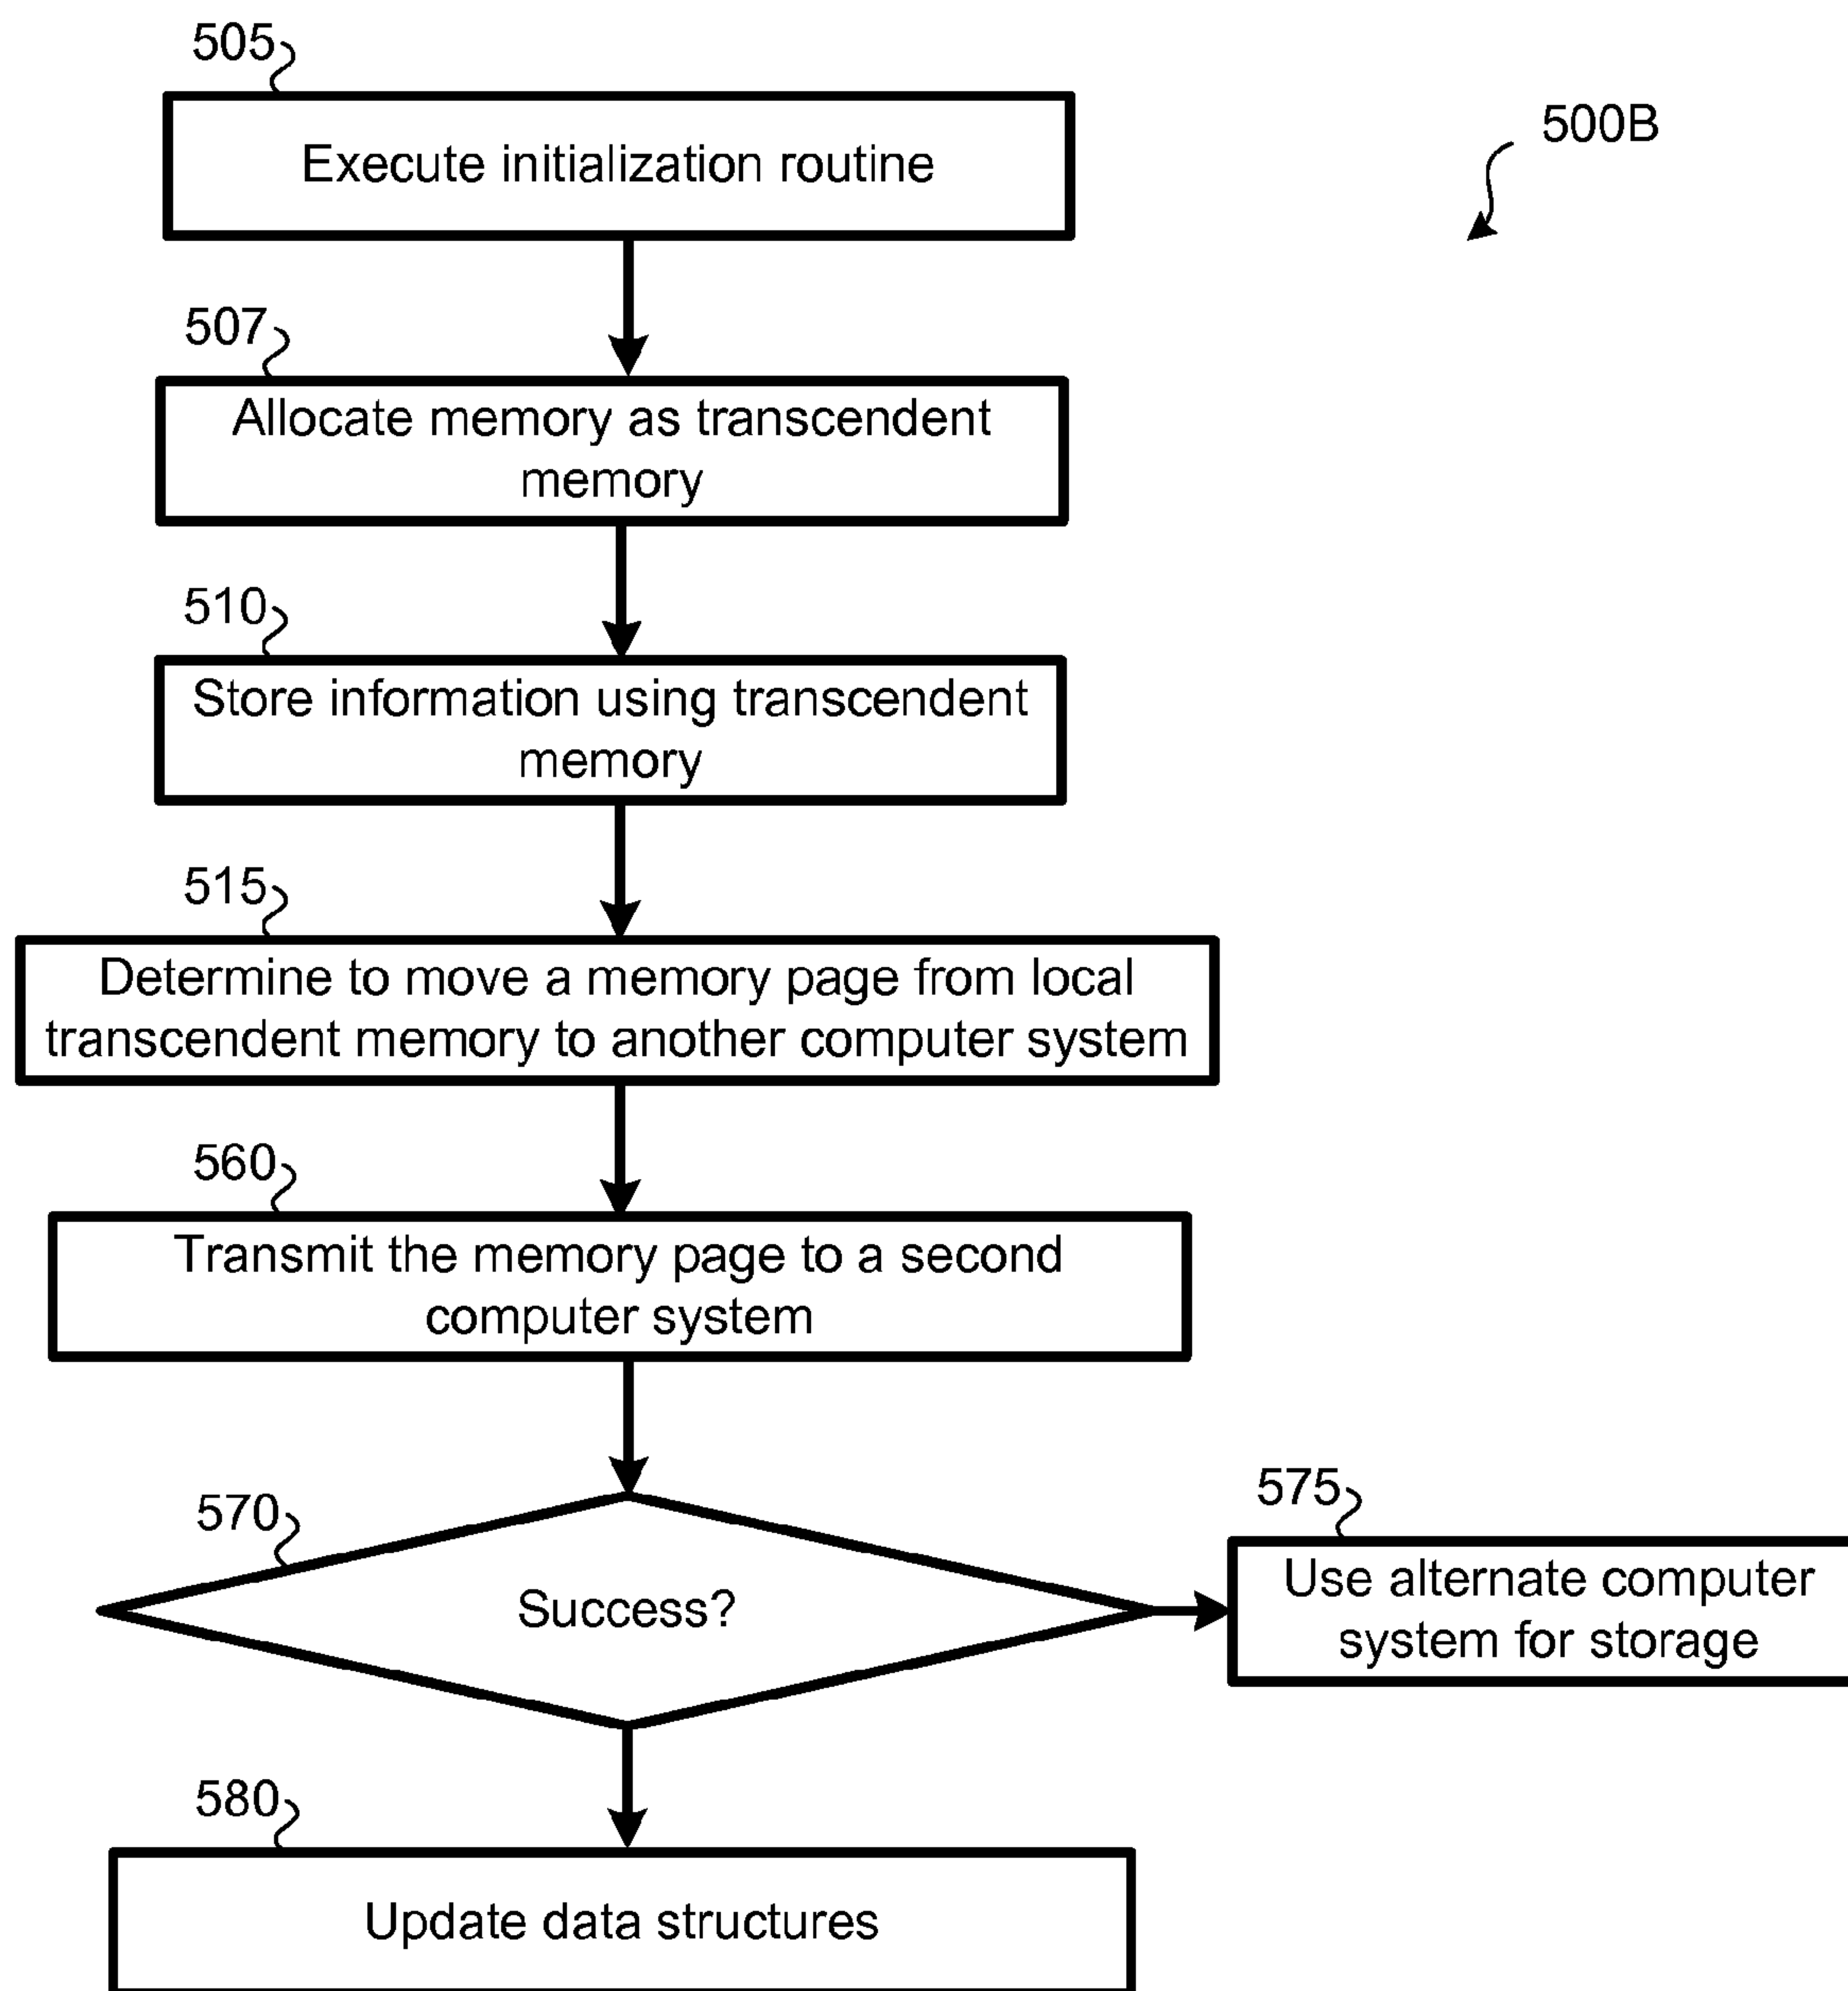 505
500B
Execute initialization routine
507
Allocate memory as transcendent
memory
510
Store information using transcendent
memory
515
Determine to move a memory page from local
transcendent memory to another computer system
560
Transmit the memory page to a second
computer system
570
Success?
575
Use alternate computer
system for storage
580
Update data structures